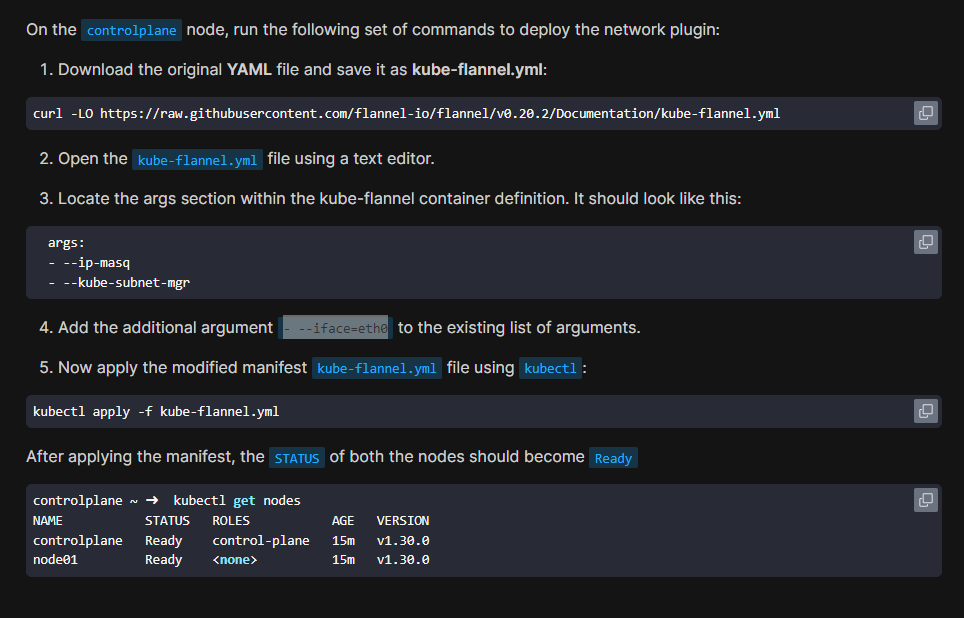 On the controlplane node, run the following set of commands to deploy the network plugin:
1. Download the original YAML file and save it as kube-flannel.yml:
curl -LO https://raw.githubusercontent.com/flannel-io/flannel/v0.20.2/Documentation/kube-flannel.yml
2. Open the kube-flannel.yml file using a text editor.
3. Locate the args section within the kube-flannel container definition. It should look like this:
args:
- --ip-masq
- --kube-subnet-mgr
4. Add the additional argument - --iface=eth0 to the existing list of arguments.
5. Now apply the modified manifest kube-flannel.yml file using kubectl:
kubectl apply -f kube-flannel.yml
After applying the manifest, the STATUS of both the nodes should become Ready
controlplane ~ ➜ kubectl get nodes
NAME STATUS ROLES AGE VERSION
controlplane Ready control-plane 15m v1.30.0
node01 Ready <none> 15m v1.30.0